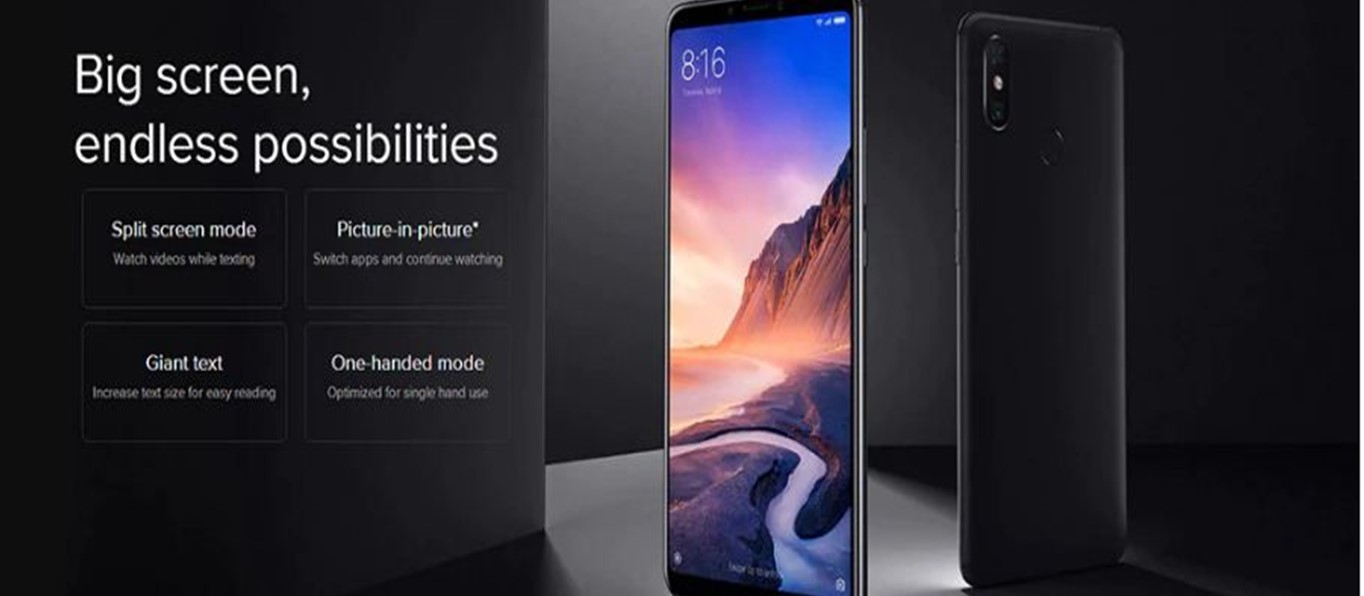 Big screen,
endless possibilities
Split screen mode
Watch videos while texting
Picture-in-picture*
Switch apps and continue watching
Giant text
Increase text size for easy reading
One-handed mode
Optimized for single hand use
8:16